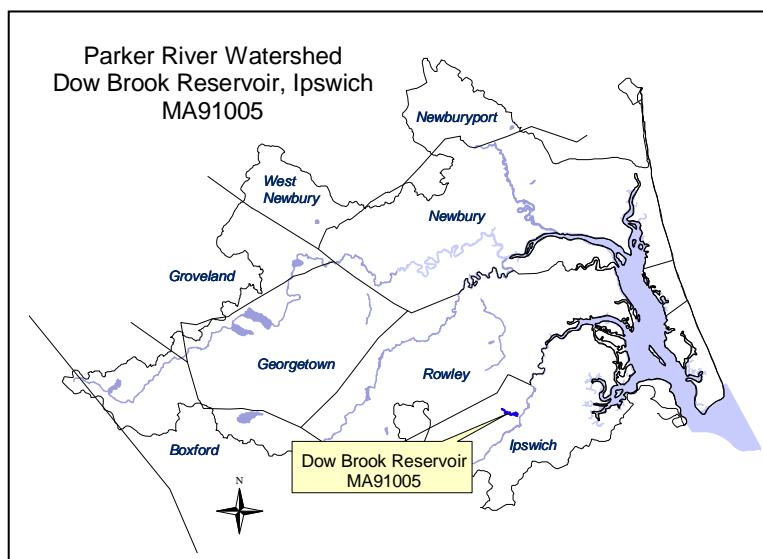 Parker River Watershed
Dow Brook Reservoir, Ipswich
MA91005
Newburyport
West
Newbury
Newbury
Groveland
Georgetown
Rowley
Boxford
Ipswich
Dow Brook Reservoir
MA91005
N